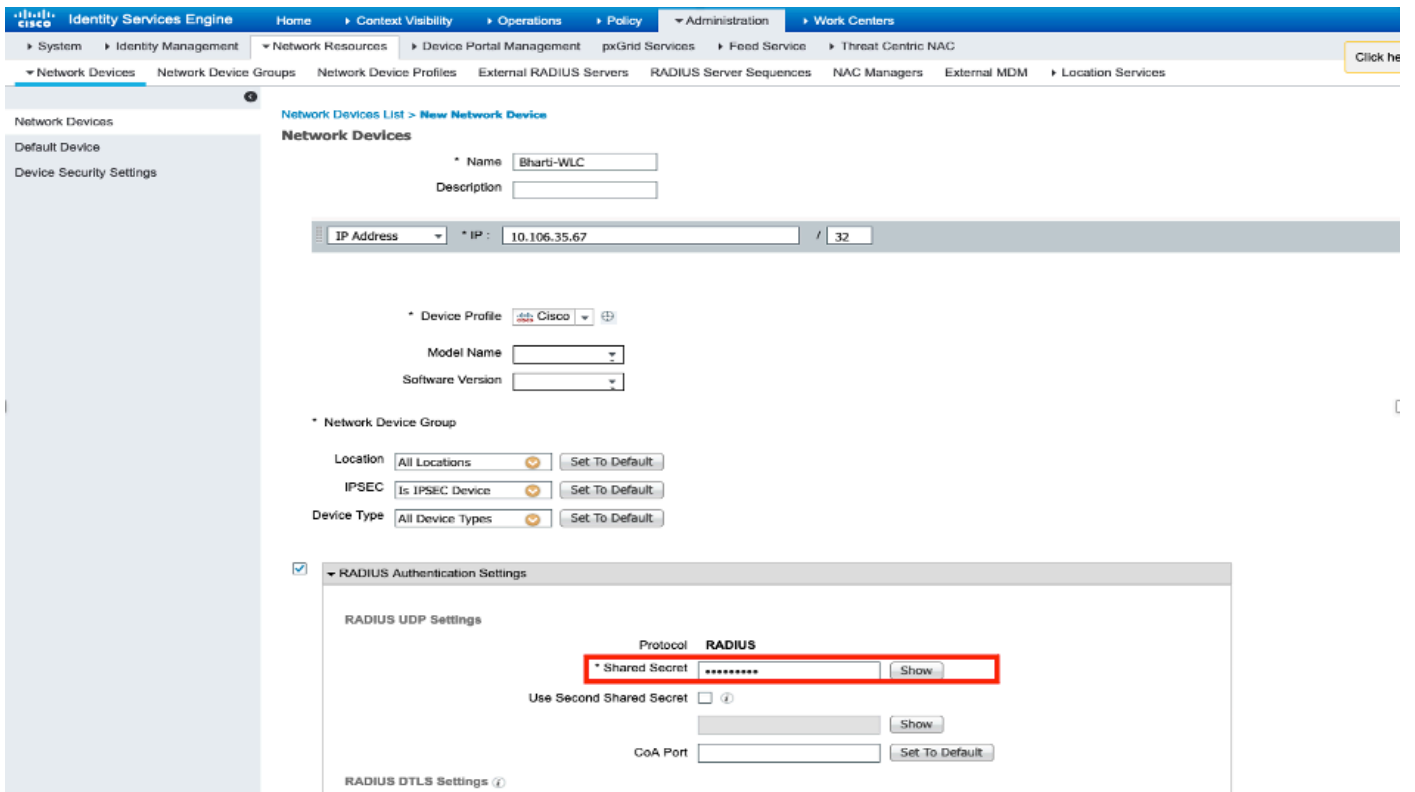 cisco Identity Services Engine Home Context Visibility Operations Policy Administration Work Centers
System Identity Management Network Resources Device Portal Management pxGrid Services Feed Service Threat Centric NAC
Click he
Network Devices Network Device Groups Network Device Profiles External RADIUS Servers RADIUS Server Sequences NAC Managers External MDM Location Services
Network Devices
Default Device
Device Security Settings
Network Devices List > New Network Device
Network Devices
* Name Bharti-WLC
Description
IP Address * IP : 10.106.35.67 / 32
* Device Profile Cisco
Model Name
Software Version
* Network Device Group
Location All Locations Set To Default
IPSEC Is IPSEC Device Set To Default
Device Type All Device Types Set To Default
RADIUS Authentication Settings
RADIUS UDP Settings
Protocol RADIUS
* Shared Secret ••••••••• Show
Use Second Shared Secret i
Show
CoA Port Set To Default
RADIUS DTLS Settings i